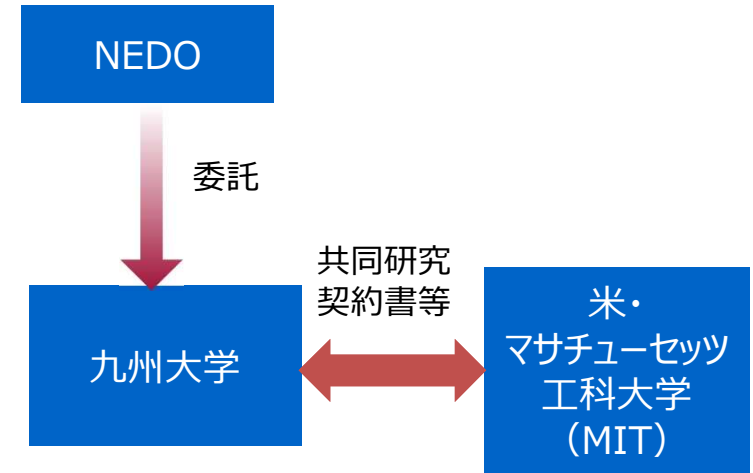 NEDO
委託
共同研究
契約書等
九州大学
米・
マサチューセッツ
工科大学
（MIT）